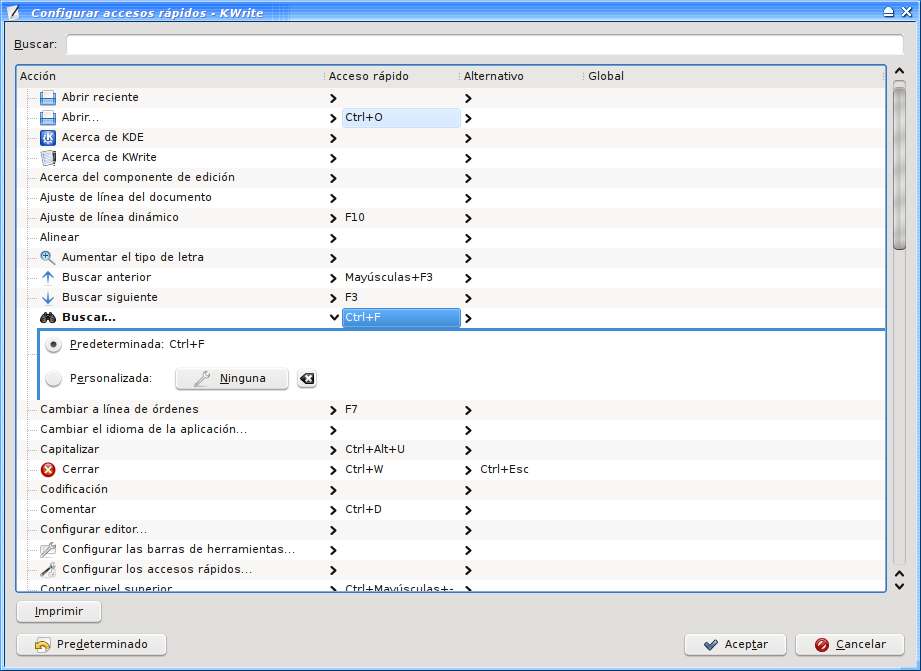 Configurar accesos rápidos - KWrite
Buscar:
Acción Acceso rápido Alternativo Global
Abrir reciente
Abrir... Ctrl+O
Acerca de KDE
Acerca de KWrite
Acerca del componente de edición
Ajuste de línea del documento
Ajuste de línea dinámico F10
Alinear
Aumentar el tipo de letra
Buscar anterior Mayúsculas+F3
Buscar siguiente F3
Buscar... Ctrl+F
Predeterminada: Ctrl+F
Personalizada: Ninguna
Cambiar a línea de órdenes F7
Cambiar el idioma de la aplicación...
Capitalizar Ctrl+Alt+U
Cerrar Ctrl+W Ctrl+Esc
Codificación
Comentar Ctrl+D
Configurar editor...
Configurar las barras de herramientas...
Configurar los accesos rápidos...
Contraer nivel superior Ctrl+Mayúsculas+-
Imprimir
Predeterminado Aceptar Cancelar